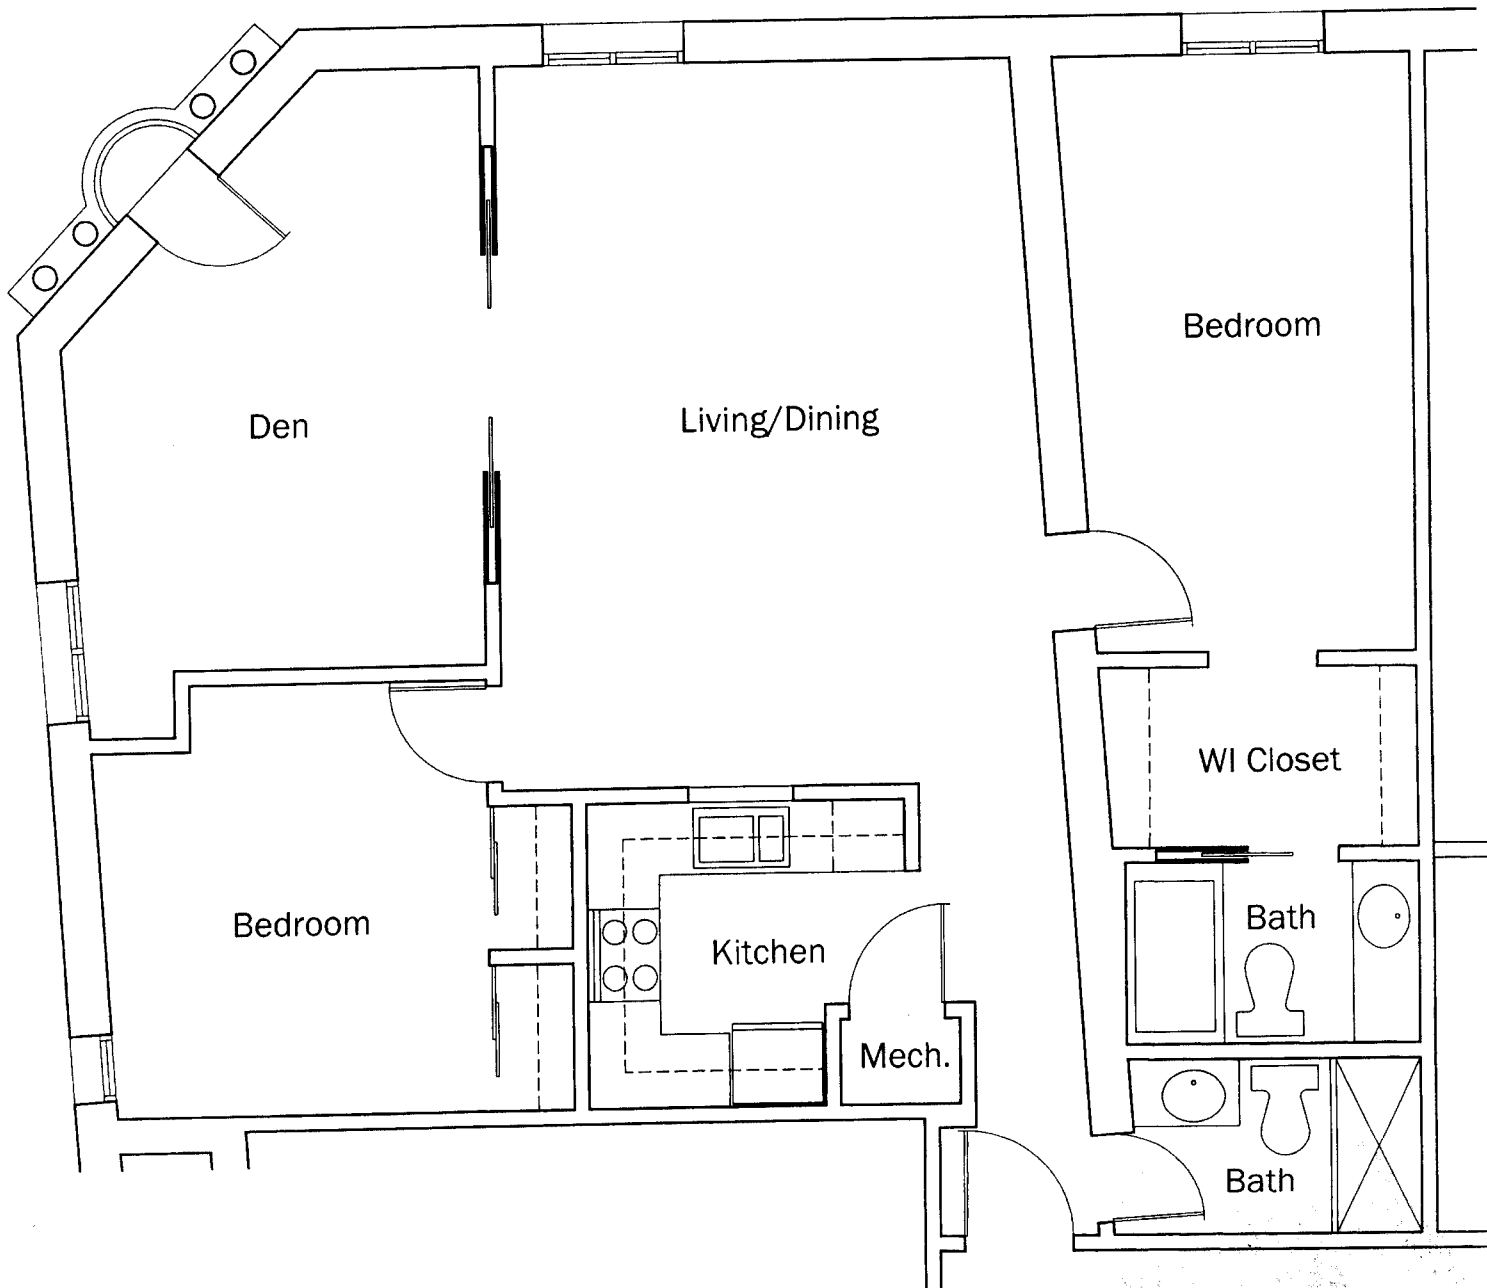 Bedroom
Den
Living/Dining
WI Closet
Bedroom
Kitchen
Bath
Mech.
Bath